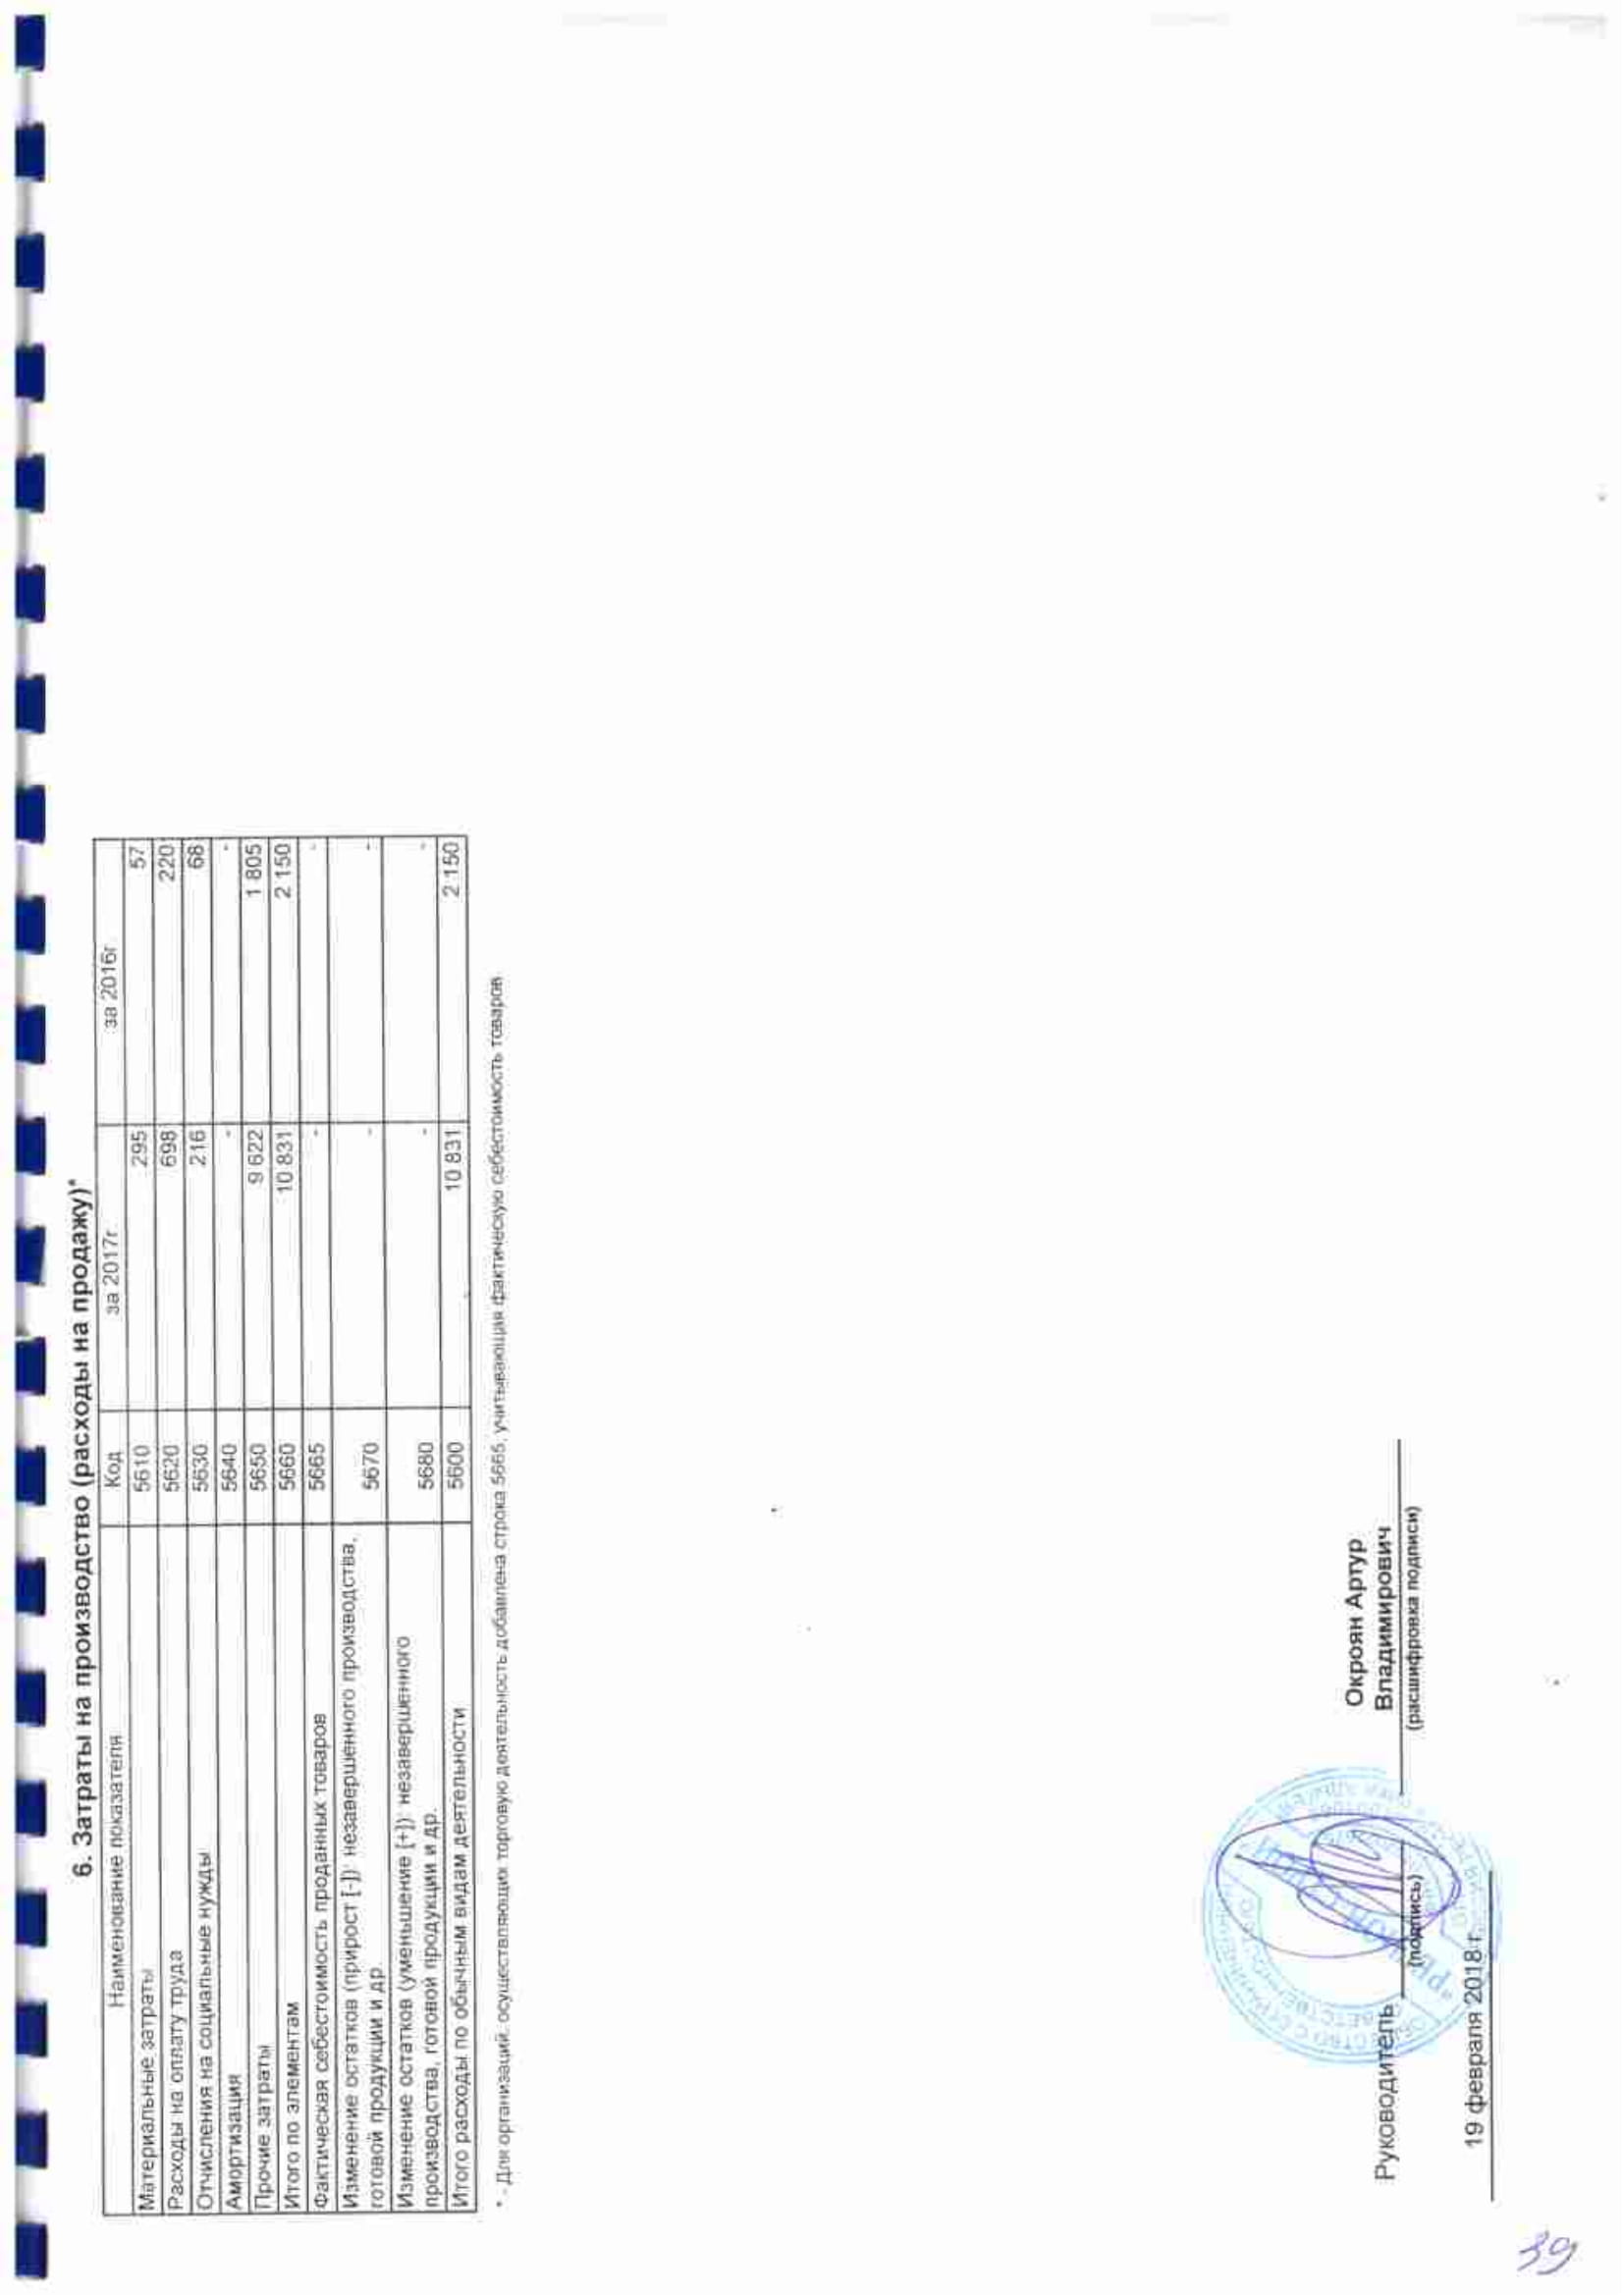 6. Затраты на производство (расходы на продажу)*
Наименование показателя Код за 2017г. за 2016г.
Материальные затраты 5610 295 57
Расходы на оплату труда 5620 698 220
Отчисления на социальные нужды 5630 216 68
Амортизация 5640 - -
Прочие затраты 5650 9 622 1 805
Итого по элементам 5660 10 831 2 150
Фактическая себестоимость проданных товаров 5665 - -
Изменение остатков (прирост [-]): незавершенного производства,
готовой продукции и др. 5670 - -
Изменение остатков (уменьшение [+]): незавершенного
производства, готовой продукции и др. 5680 - -
Итого расходы по обычным видам деятельности 5600 10 831 2 150
* - Для организаций, осуществляющих торговую деятельность добавлена строка 5665, учитывающая фактическую себестоимость товаров
Окроян Артур
Руководитель Владимирович
(подпись) (расшифровка подписи)
19 февраля 2018 г.
39